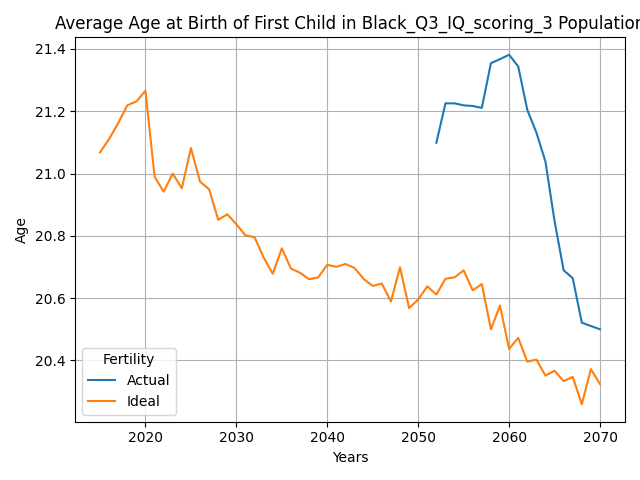 Average Age at Birth of First Child in Black_Q3_IQ_scoring_3 Population
21.4
21.2
21.0
20.8
20.6
20.4
Age
Fertility
Actual
Ideal
2020 2030 2040 2050 2060 2070
Years